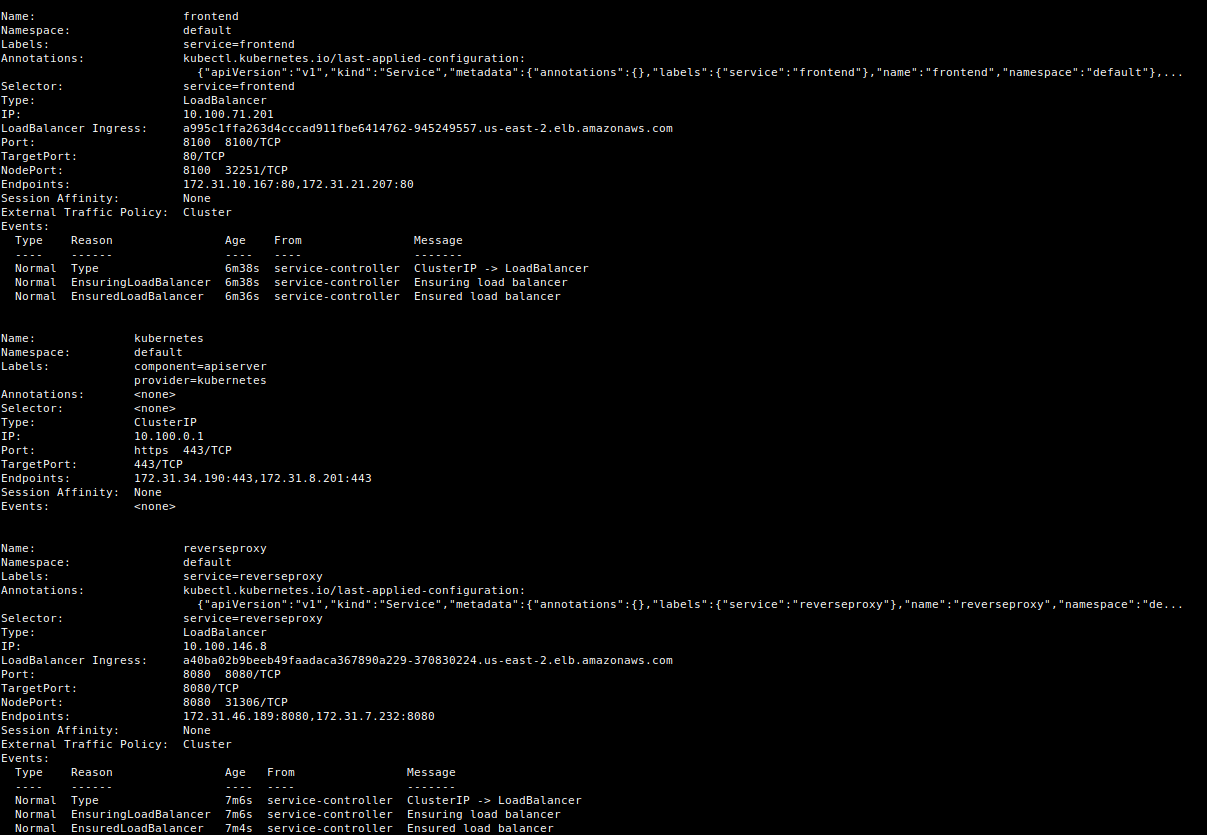 Name:                     frontend
Namespace:                default
Labels:                   service=frontend
Annotations:              kubectl.kubernetes.io/last-applied-configuration:
                            {"apiVersion":"v1","kind":"Service","metadata":{"annotations":{},"labels":{"service":"frontend"},"name":"frontend","namespace":"default"},...
Selector:                 service=frontend
Type:                     LoadBalancer
IP:                       10.100.71.201
LoadBalancer Ingress:     a995c1ffa263d4cccad911fbe6414762-945249557.us-east-2.elb.amazonaws.com
Port:                     8100  8100/TCP
TargetPort:               80/TCP
NodePort:                 8100  32251/TCP
Endpoints:                172.31.10.167:80,172.31.21.207:80
Session Affinity:         None
External Traffic Policy:  Cluster
Events:
  Type    Reason                Age    From                Message
  ----    ------                ----   ----                -------
  Normal  Type                  6m38s  service-controller  ClusterIP -> LoadBalancer
  Normal  EnsuringLoadBalancer  6m38s  service-controller  Ensuring load balancer
  Normal  EnsuredLoadBalancer   6m36s  service-controller  Ensured load balancer


Name:              kubernetes
Namespace:         default
Labels:            component=apiserver
                   provider=kubernetes
Annotations:       <none>
Selector:          <none>
Type:              ClusterIP
IP:                10.100.0.1
Port:              https  443/TCP
TargetPort:        443/TCP
Endpoints:         172.31.34.190:443,172.31.8.201:443
Session Affinity:  None
Events:            <none>


Name:                     reverseproxy
Namespace:                default
Labels:                   service=reverseproxy
Annotations:              kubectl.kubernetes.io/last-applied-configuration:
                            {"apiVersion":"v1","kind":"Service","metadata":{"annotations":{},"labels":{"service":"reverseproxy"},"name":"reverseproxy","namespace":"de...
Selector:                 service=reverseproxy
Type:                     LoadBalancer
IP:                       10.100.146.8
LoadBalancer Ingress:     a40ba02b9beeb49faadaca367890a229-370830224.us-east-2.elb.amazonaws.com
Port:                     8080  8080/TCP
TargetPort:               8080/TCP
NodePort:                 8080  31306/TCP
Endpoints:                172.31.46.189:8080,172.31.7.232:8080
Session Affinity:         None
External Traffic Policy:  Cluster
Events:
  Type    Reason                Age   From                Message
  ----    ------                ----  ----                -------
  Normal  Type                  7m6s  service-controller  ClusterIP -> LoadBalancer
  Normal  EnsuringLoadBalancer  7m6s  service-controller  Ensuring load balancer
  Normal  EnsuredLoadBalancer   7m4s  service-controller  Ensured load balancer